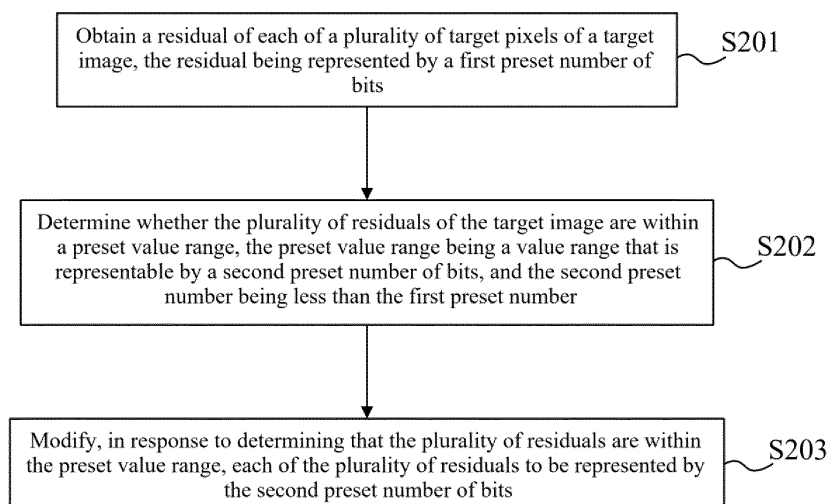 Obtain a residual of each of a plurality of target pixels of a target
image, the residual being represented by a first preset number of
bits
S201
Determine whether the plurality of residuals of the target image are within
a preset value range, the preset value range being a value range that is
representable by a second preset number of bits, and the second preset
number being less than the first preset number
S202
Modify, in response to determining that the plurality of residuals are within
the preset value range, each of the plurality of residuals to be represented by
the second preset number of bits
S203